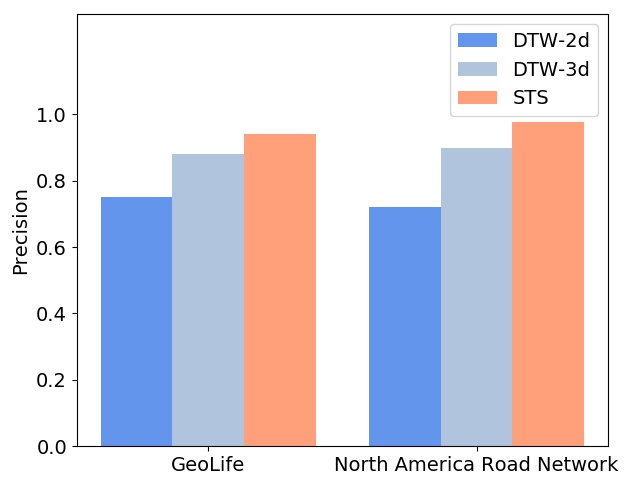 DTW-2d
DTW-3d
STS
1.0
0.8
0.6
0.4
0.2
0.0
Precision
GeoLife
North America Road Network